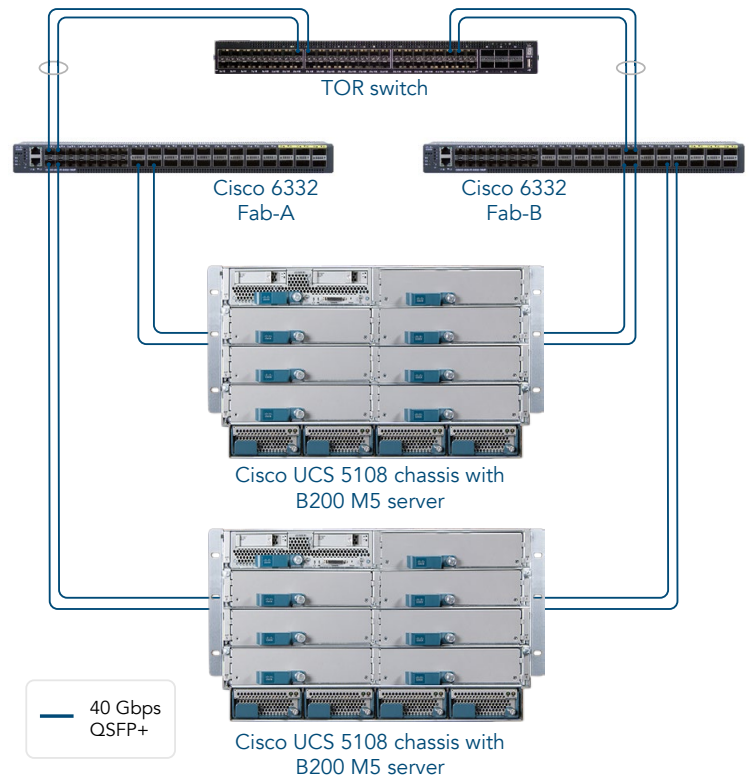 TOR switch
Cisco 6332
Fab-A
Cisco 6332
Fab-B
Cisco UCS 5108 chassis with
B200 M5 server
Cisco UCS 5108 chassis with
B200 M5 server
40 Gbps
QSFP+